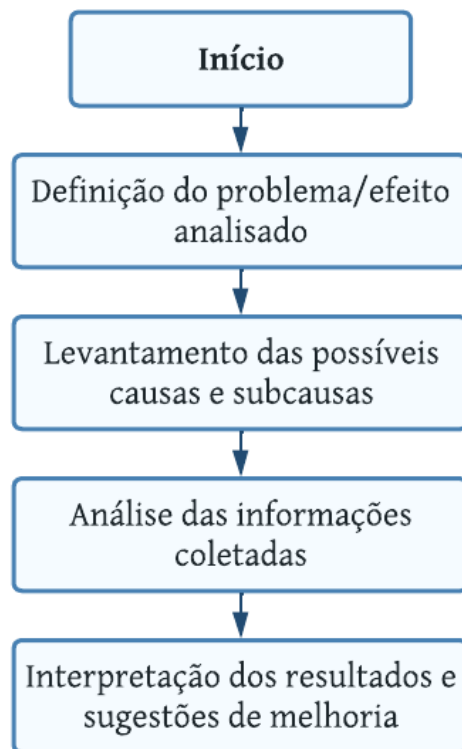 Início
Definição do problema/efeito
analisado
Levantamento das possíveis
causas e subcausas
Análise das informações
coletadas
Interpretação dos resultados e
sugestões de melhoria